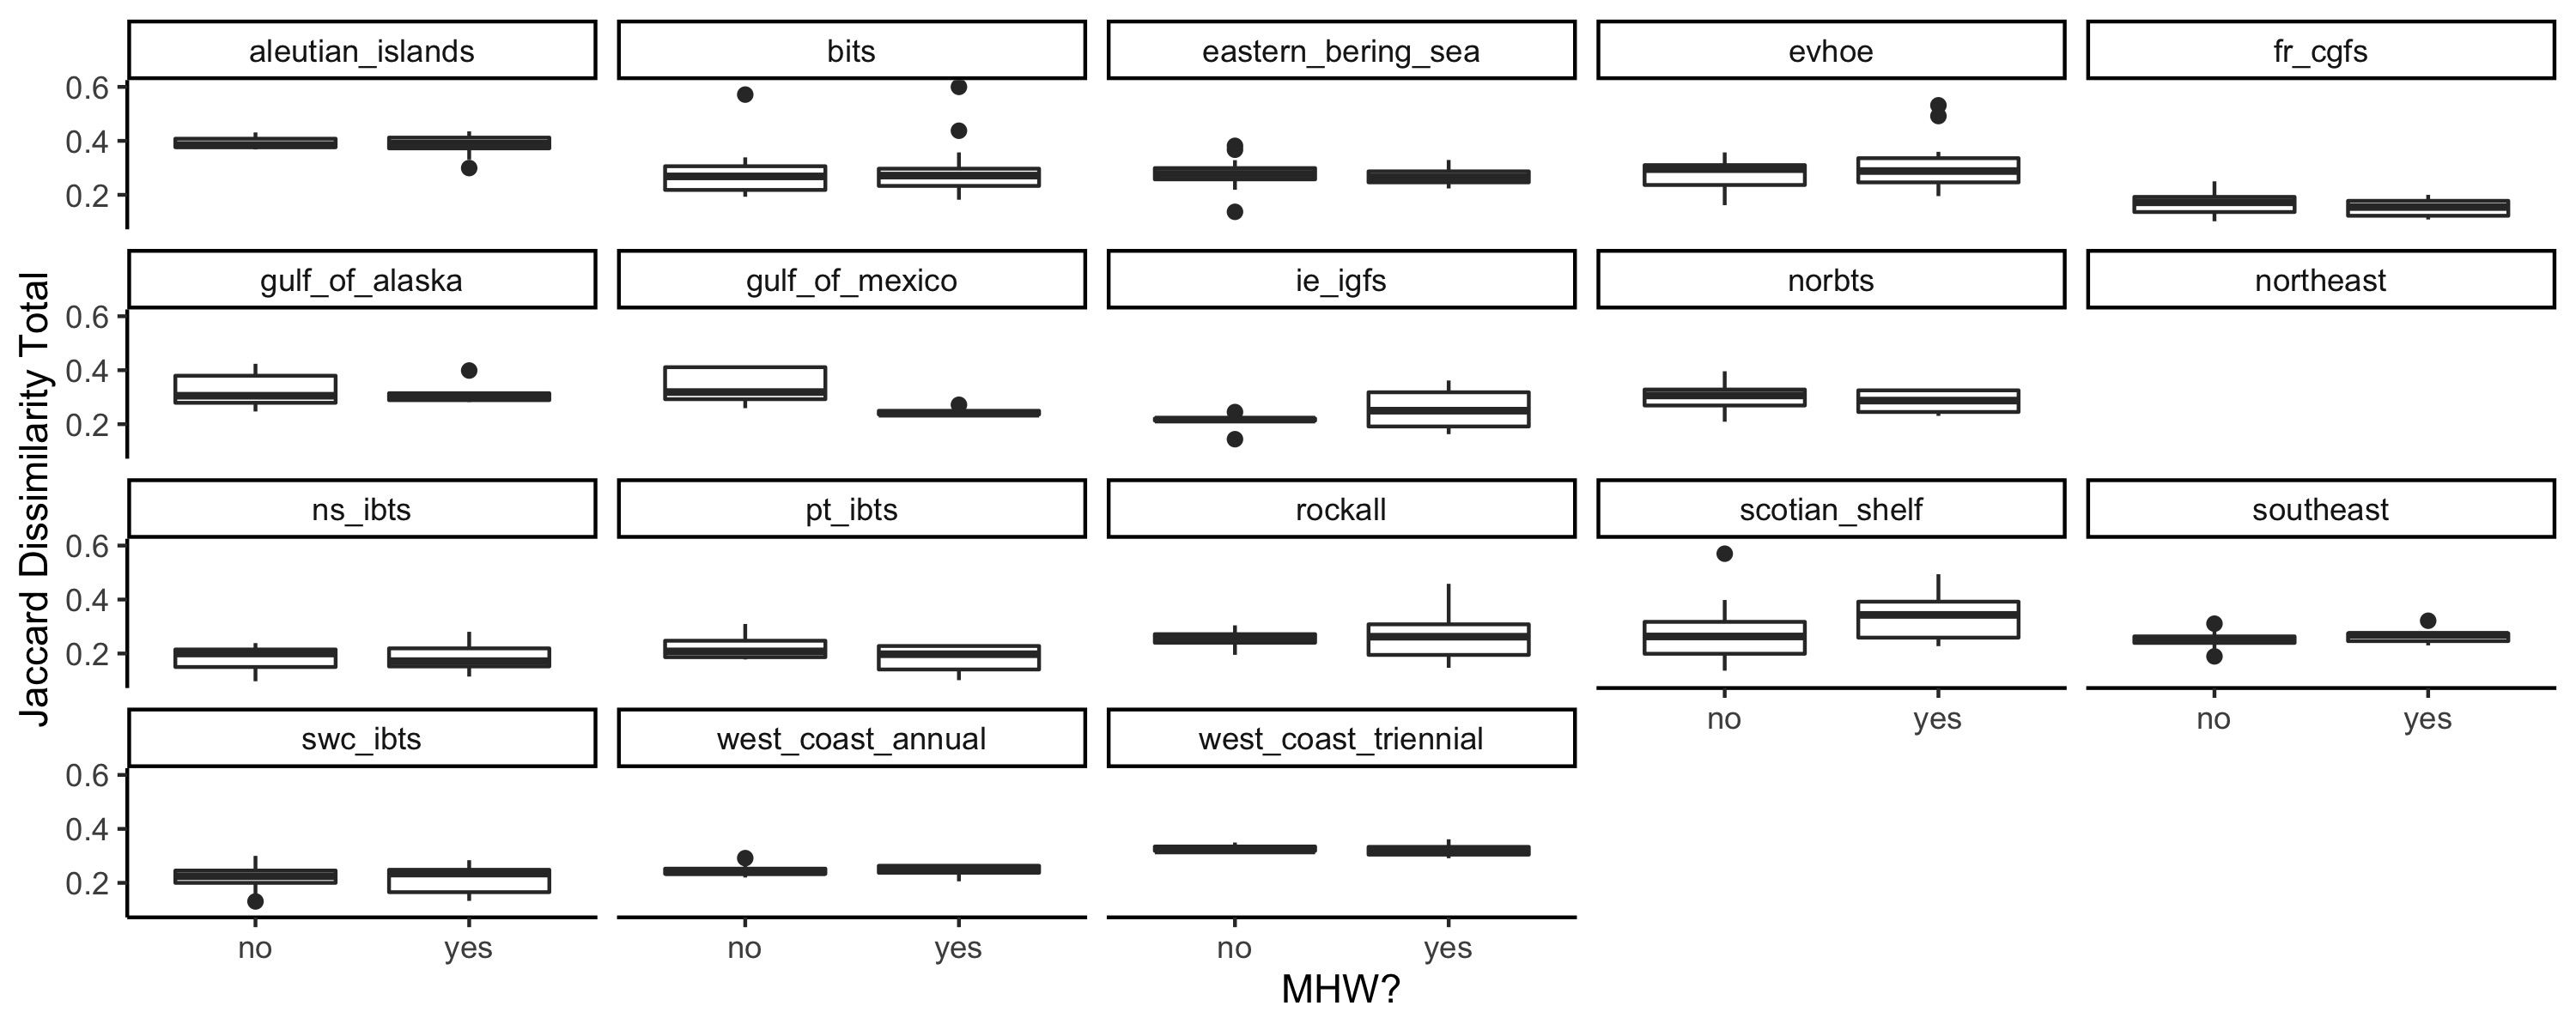 aleutian_islands bits eastern_bering_sea evhoe fr_cgfs
0.6
0.4
0.2
gulf_of_alaska gulf_of_mexico ie_igfs norbts northeast
0.6
0.4
0.2
Jaccard Dissimilarity Total
ns_ibts pt_ibts rockall scotian_shelf southeast
0.6
0.4
0.2
no yes no yes
swc_ibts west_coast_annual west_coast_triennial
0.6
0.4
0.2
no yes no yes no yes
MHW?